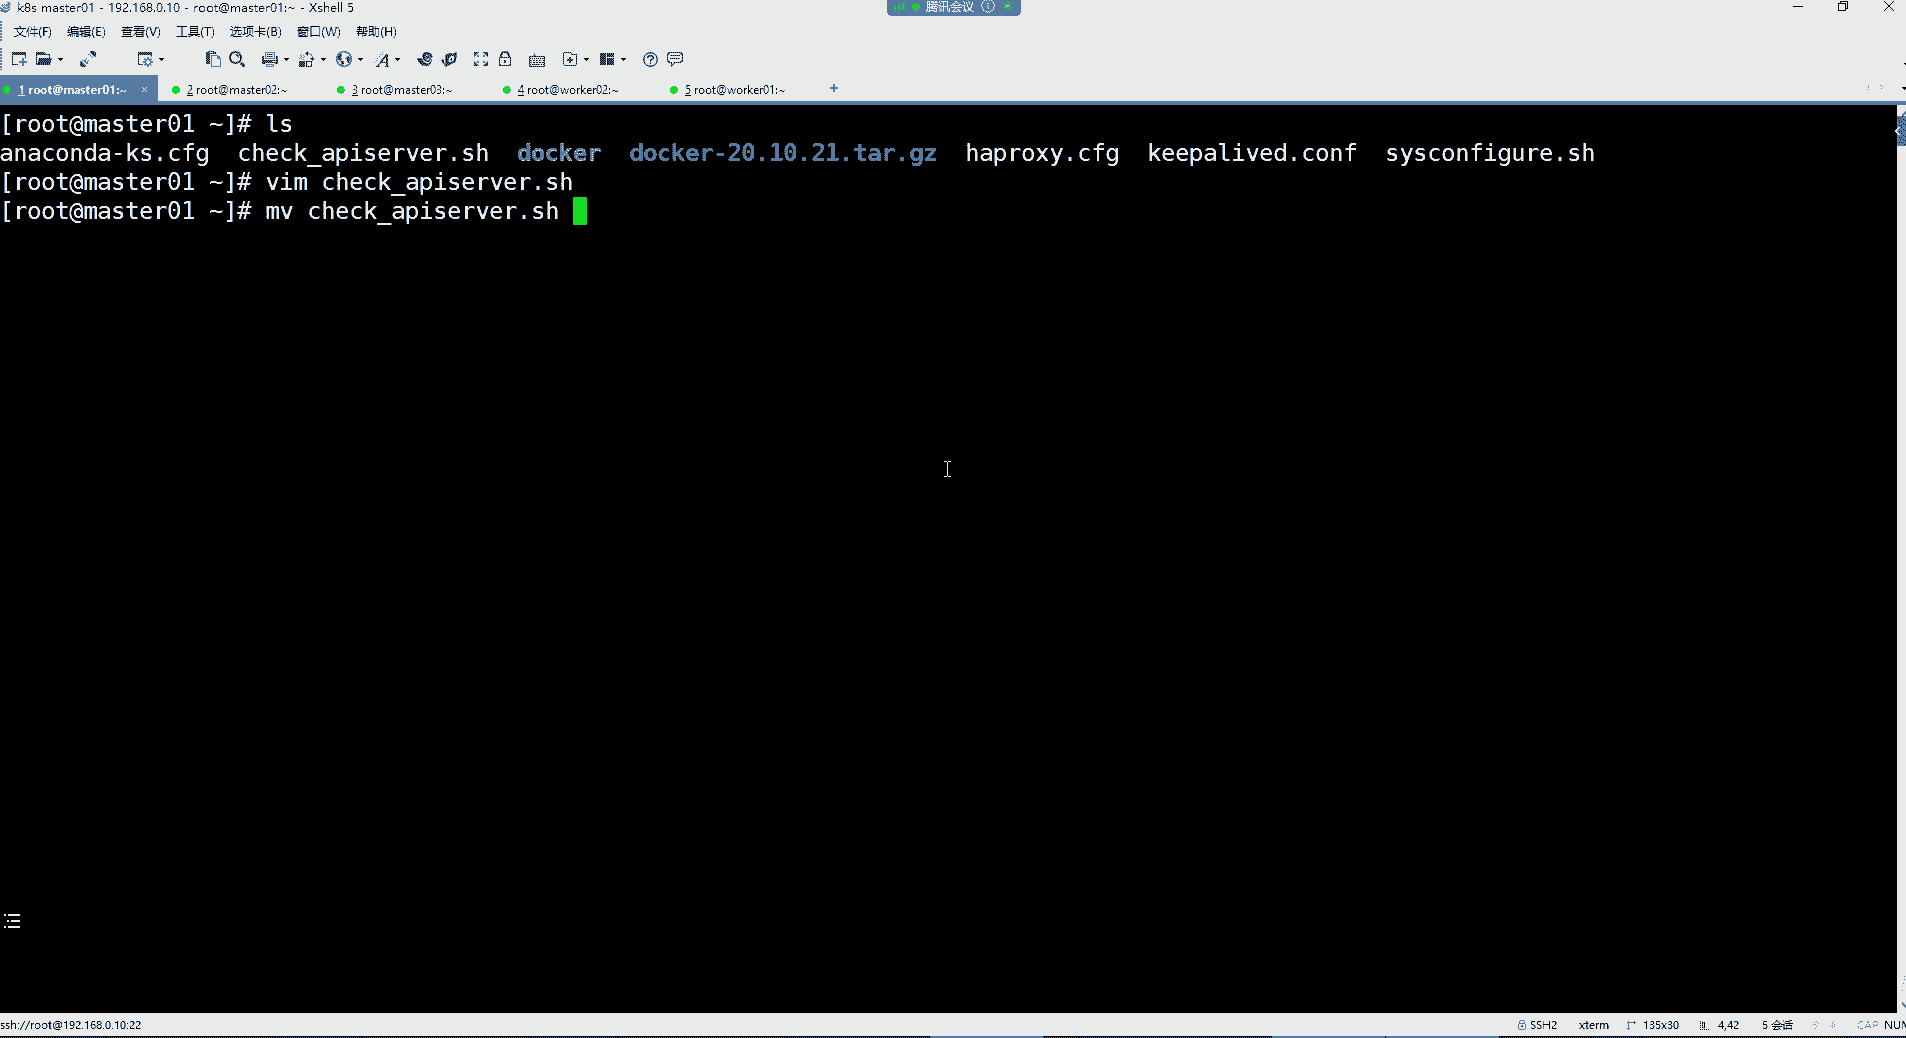 k8s master01 - 192.168.0.10 - root@master01:~ - Xshell 5
腾讯会议
文件(F) 编辑(E) 查看(V) 工具(T) 选项卡(B) 窗口(W) 帮助(H)
1 root@master01:~ × 2 root@master02:~ 3 root@master03:~ 4 root@worker02:~ 5 root@worker01:~ +
[root@master01 ~]# ls
anaconda-ks.cfg check_apiserver.sh docker docker-20.10.21.tar.gz haproxy.cfg keepalived.conf sysconfigure.sh
[root@master01 ~]# vim check_apiserver.sh
[root@master01 ~]# mv check_apiserver.sh
ssh://root@192.168.0.10:22 SSH2 xterm 135x30 4,42 5 会话 CAP NUM